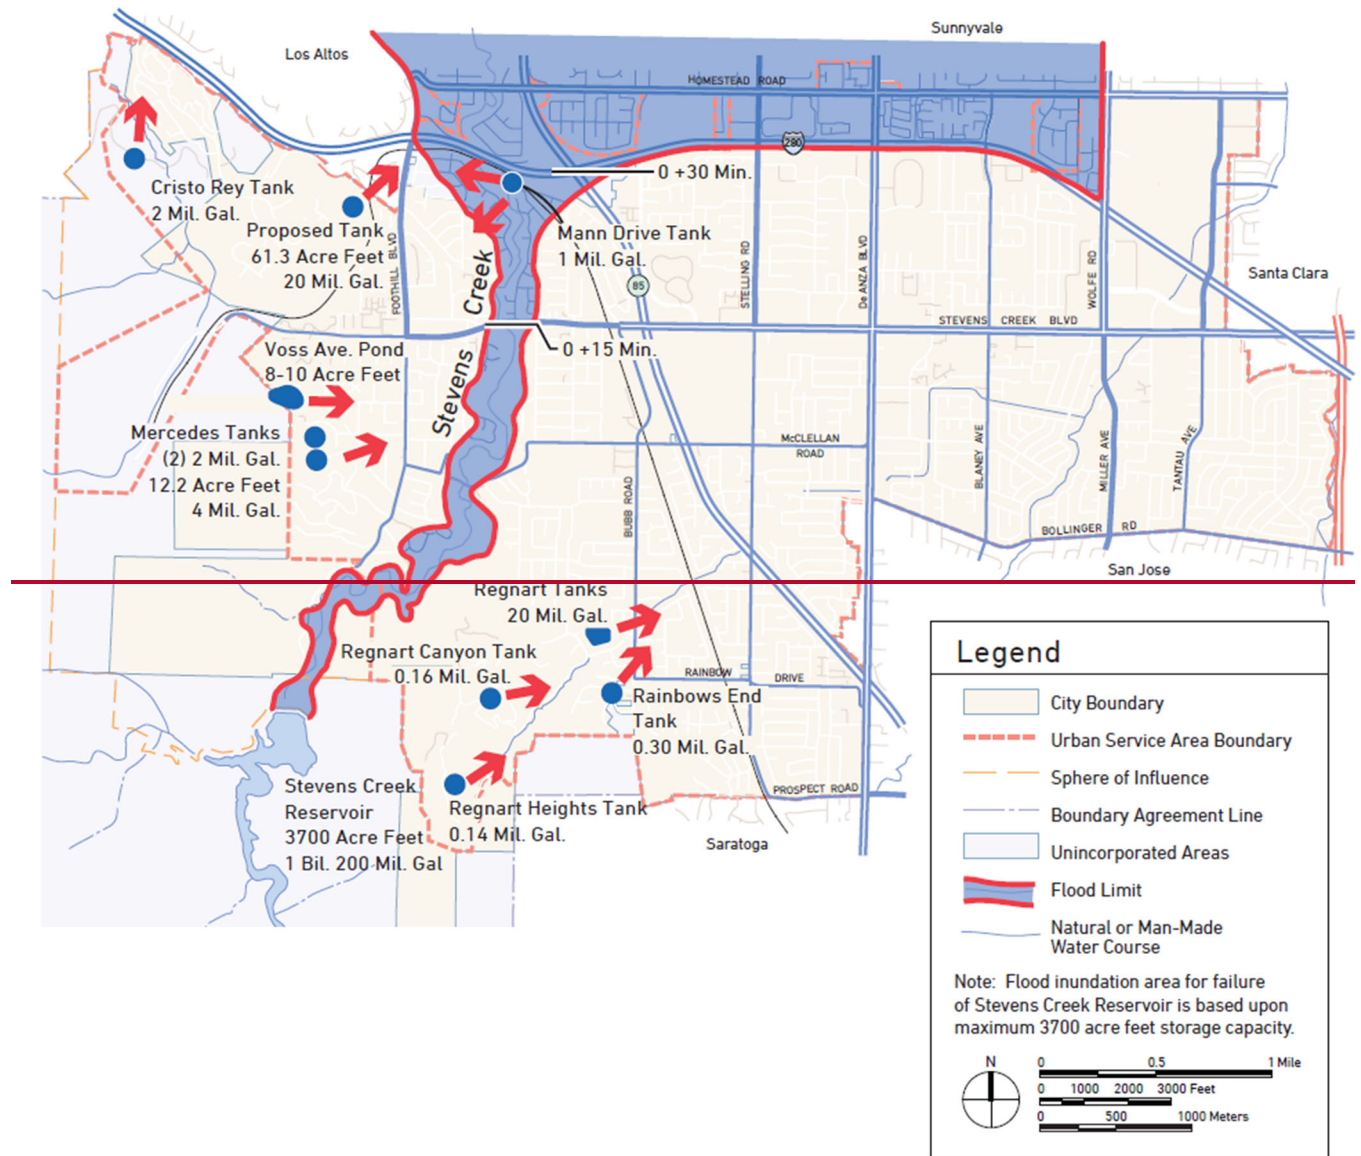 Sunnyvale
Los Altos
HOMESTEAD ROAD
280
0 +30 Min.
Cristo Rey Tank
2 Mil. Gal.
Proposed Tank
61.3 Acre Feet
20 Mil. Gal.
FOOTHILL BLVD
Mann Drive Tank
1 Mil. Gal.
Stevens Creek
85
STELLING RD
De ANZA BLVD
WOLFE RD
Santa Clara
STEVENS CREEK BLVD
0 +15 Min.
Voss Ave. Pond
8-10 Acre Feet
Mercedes Tanks
(2) 2 Mil. Gal.
12.2 Acre Feet
4 Mil. Gal.
McCLELLAN
ROAD
BUBB ROAD
BLANEY AVE
MILLER AVE
TANTAU AVE
BOLLINGER RD
San Jose
Regnart Tanks
20 Mil. Gal.
Regnart Canyon Tank
0.16 Mil. Gal.
RAINBOW DRIVE
Rainbows End
Tank
0.30 Mil. Gal.
Stevens Creek
Reservoir
3700 Acre Feet
1 Bil. 200 Mil. Gal
Regnart Heights Tank
0.14 Mil. Gal.
PROSPECT ROAD
Saratoga
Legend
City Boundary
Urban Service Area Boundary
Sphere of Influence
Boundary Agreement Line
Unincorporated Areas
Flood Limit
Natural or Man-Made
Water Course
Note: Flood inundation area for failure
of Stevens Creek Reservoir is based upon
maximum 3700 acre feet storage capacity.
N
0 0.5 1 Mile
0 1000 2000 3000 Feet
0 500 1000 Meters